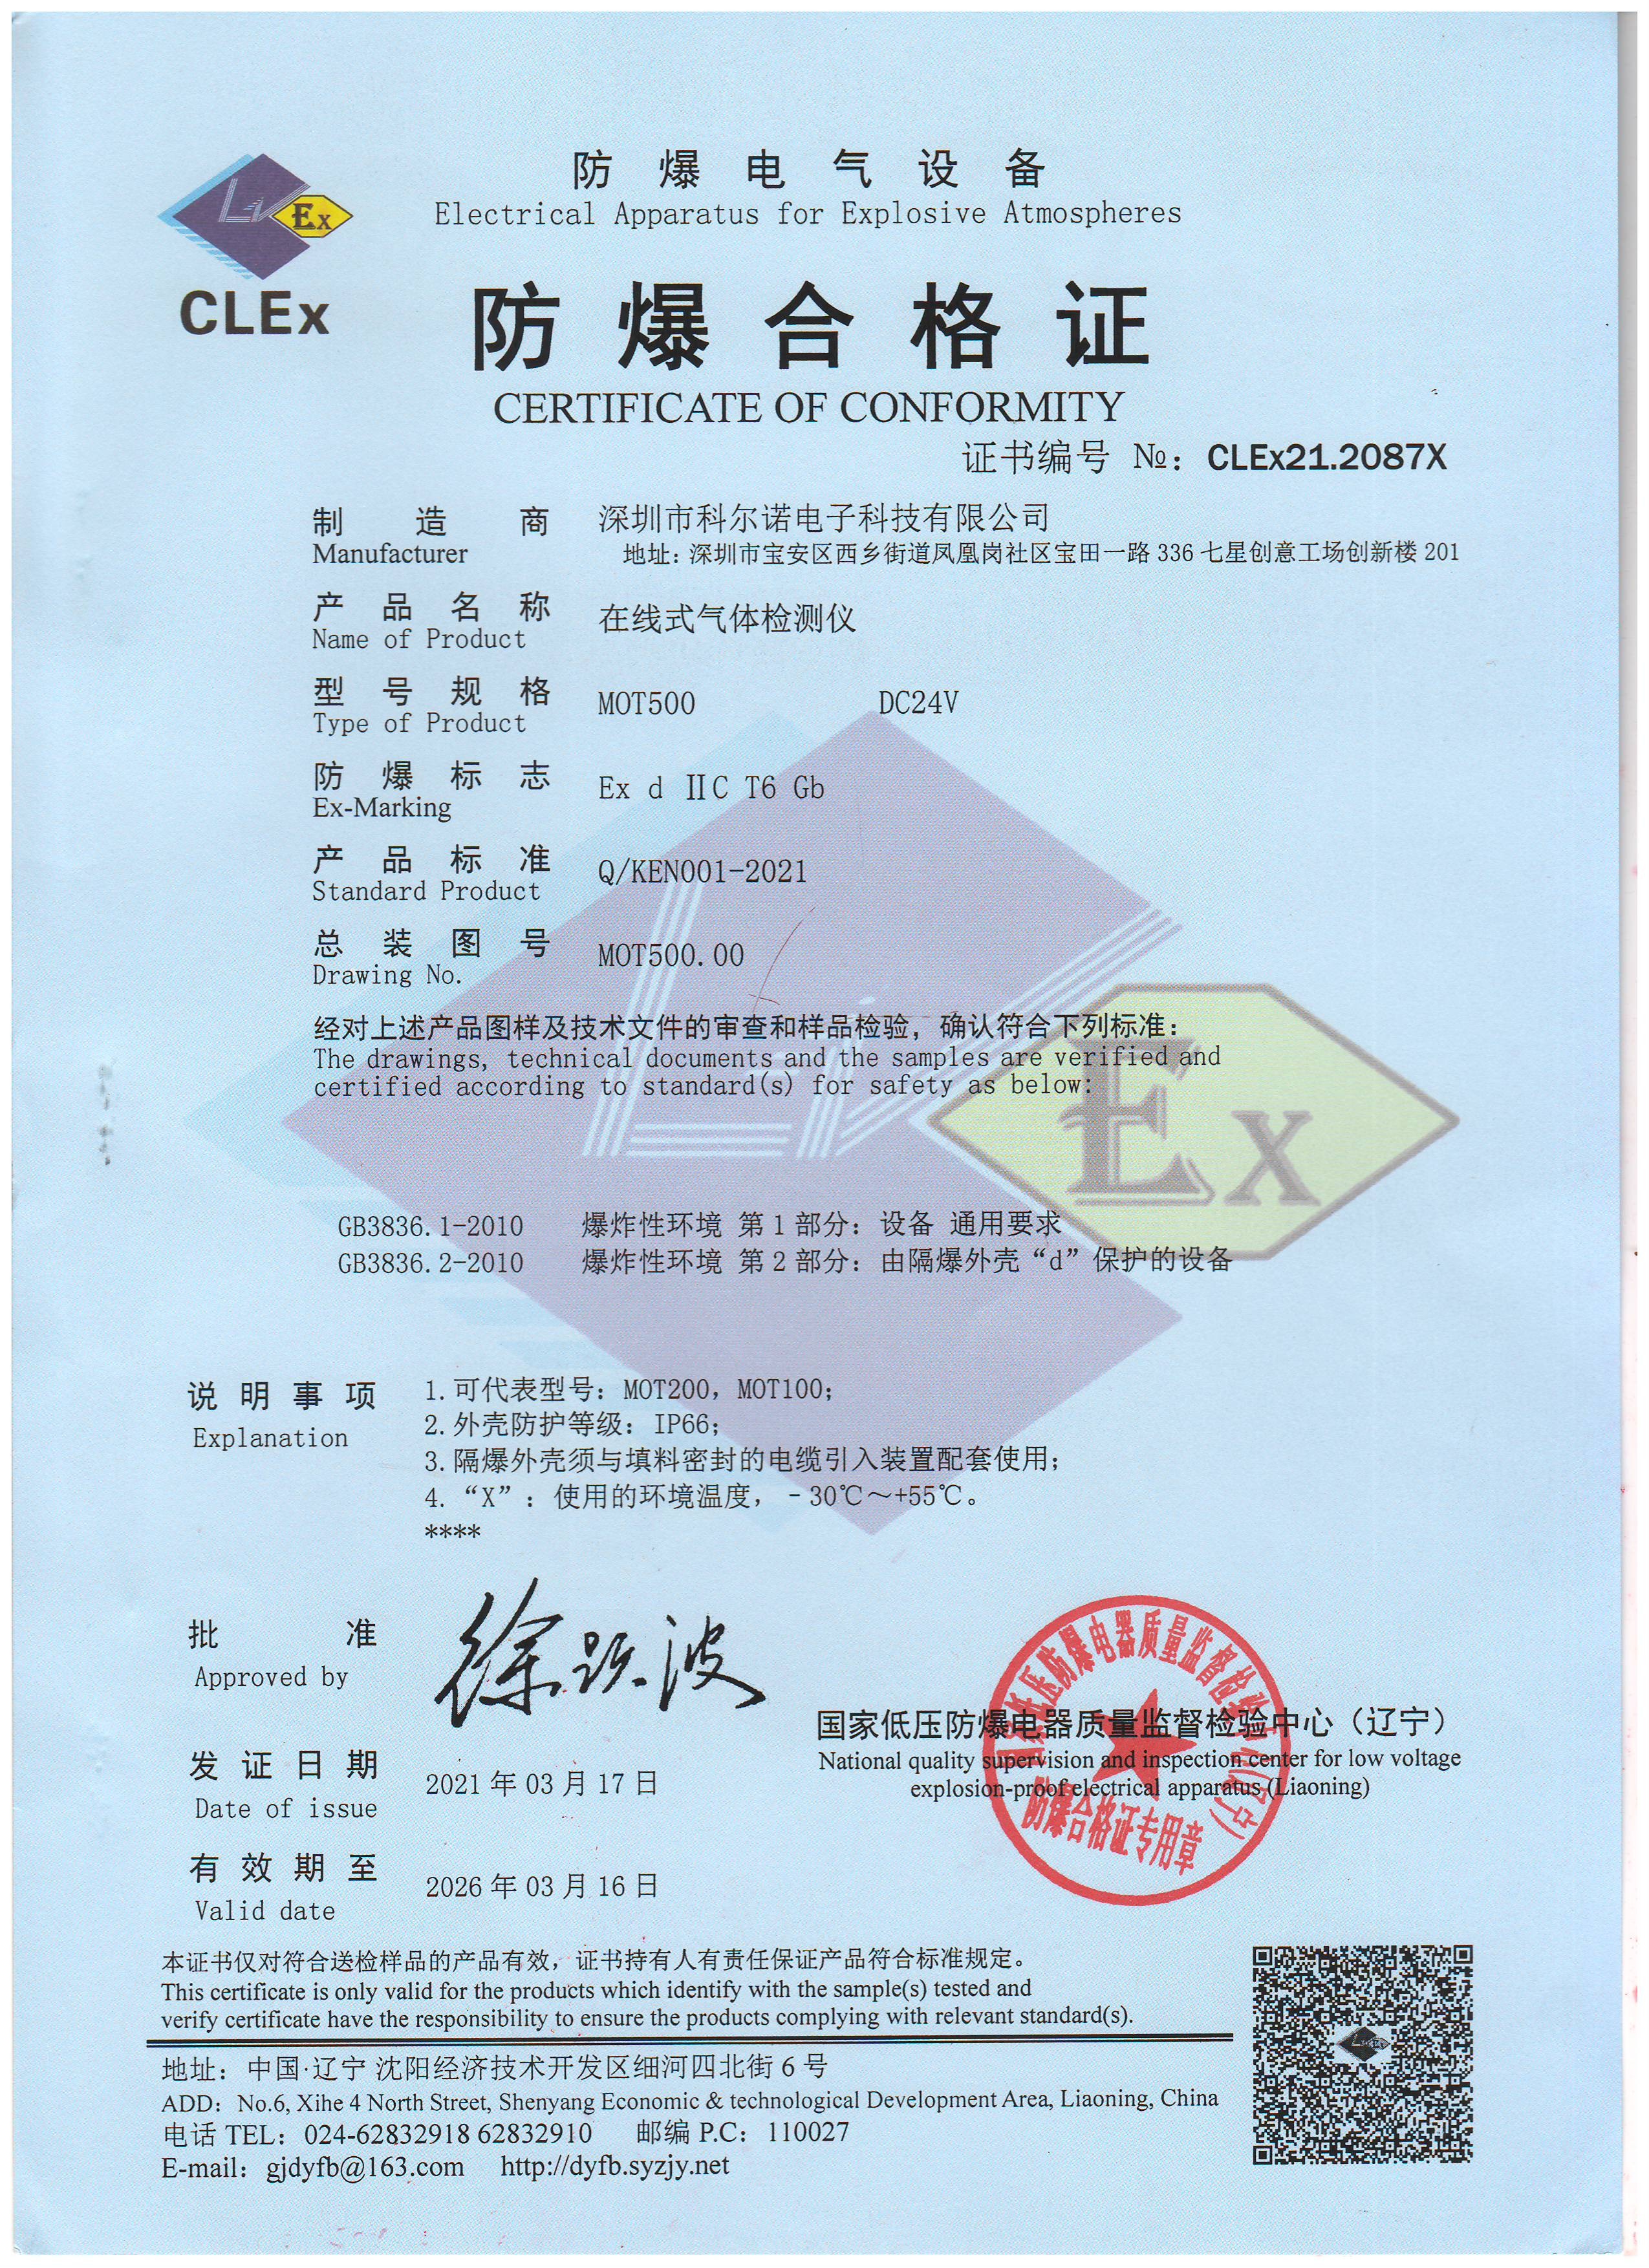 防爆电气设备
Electrical Apparatus for Explosive Atmospheres
Ex
CLEx
防爆合格证
CERTIFICATE OF CONFORMITY
证书编号 №：CLEx21.2087X
制造商 深圳市科尔诺电子科技有限公司
Manufacturer 地址：深圳市宝安区西乡街道凤凰岗社区宝田一路 336 七星创意工场创新楼 201
产品名称 在线式气体检测仪
Name of Product
型号规格 MOT500 DC24V
Type of Product
防爆标志 Ex d ⅡC T6 Gb
Ex-Marking
产品标准 Q/KEN001-2021
Standard Product
总装图号 MOT500.00
Drawing No.
经对上述产品图样及技术文件的审查和样品检验，确认符合下列标准：
The drawings, technical documents and the samples are verified and
certified according to standard(s) for safety as below:
Ex
GB3836.1-2010 爆炸性环境 第 1 部分：设备 通用要求
GB3836.2-2010 爆炸性环境 第 2 部分：由隔爆外壳“d”保护的设备
说明事项 1.可代表型号：MOT200，MOT100；
Explanation 2.外壳防护等级：IP66；
3.隔爆外壳须与填料密封的电缆引入装置配套使用；
4.“X”：使用的环境温度，﹣30℃～+55℃。
****
批准 徐跃波
Approved by
国家低压防爆电器质量监督检验中心（辽宁）
National quality supervision and inspection center for low voltage
explosion-proof electrical apparatus (Liaoning)
国家低压防爆电器质量监督检验中心(辽宁)
防爆合格证专用章
发证日期 2021 年 03 月 17 日
Date of issue
有效期至 2026 年 03 月 16 日
Valid date
本证书仅对符合送检样品的产品有效，证书持有人有责任保证产品符合标准规定。
This certificate is only valid for the products which identify with the sample(s) tested and
verify certificate have the responsibility to ensure the products complying with relevant standard(s).
地址：中国·辽宁 沈阳经济技术开发区细河四北街 6 号
ADD：No.6, Xihe 4 North Street, Shenyang Economic & technological Development Area, Liaoning, China
电话 TEL：024-62832918 62832910 邮编 P.C：110027
E-mail：gjdyfb@163.com http://dyfb.syzjy.net